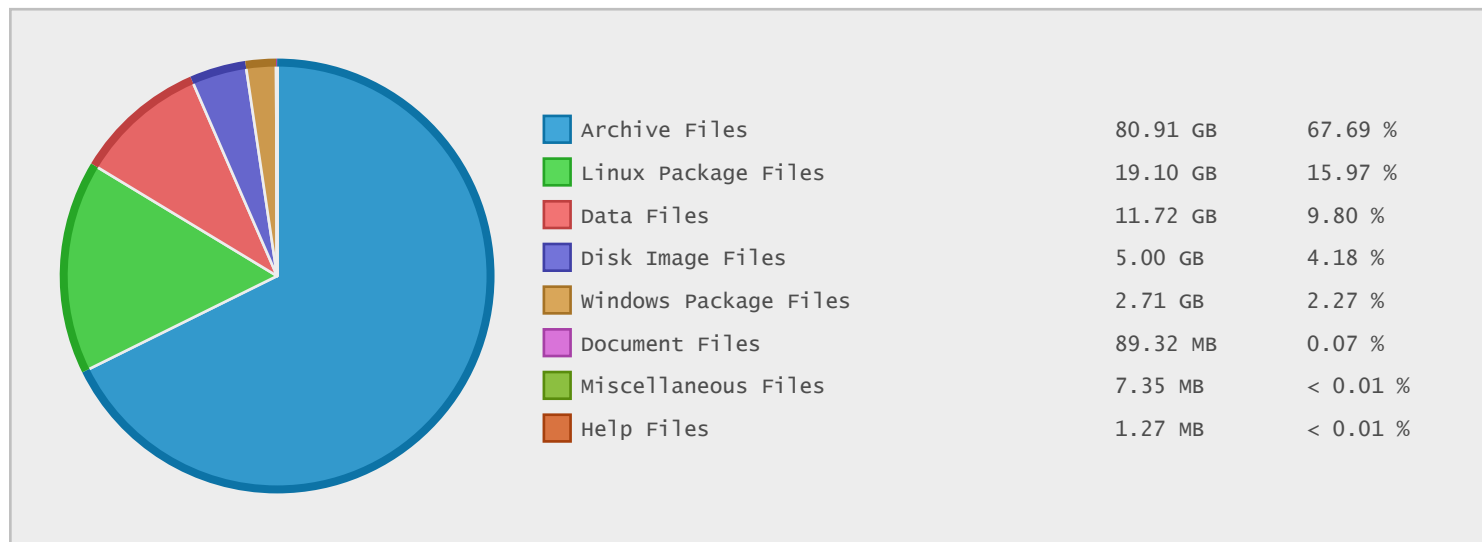 Archive Files 80.91 GB 67.69 %
Linux Package Files 19.10 GB 15.97 %
Data Files 11.72 GB 9.80 %
Disk Image Files 5.00 GB 4.18 %
Windows Package Files 2.71 GB 2.27 %
Document Files 89.32 MB 0.07 %
Miscellaneous Files 7.35 MB < 0.01 %
Help Files 1.27 MB < 0.01 %